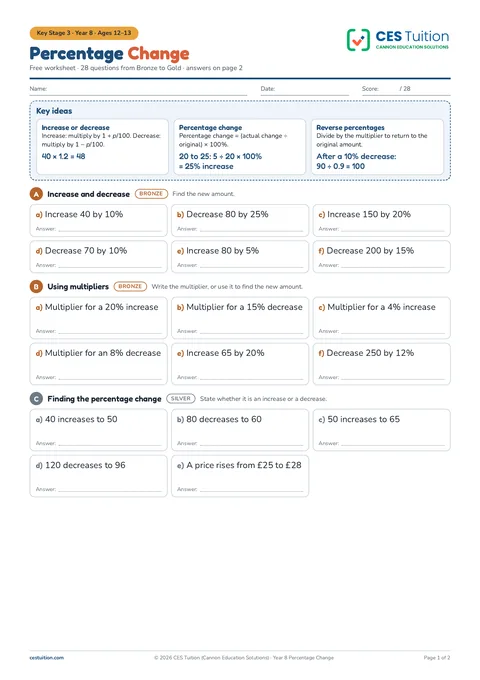 Key Stage 3 · Year 8 · Ages 12–13
CES Tuition
CANNON EDUCATION SOLUTIONS
Percentage Change
Free worksheet · 28 questions from Bronze to Gold · answers on page 2
Name: Date: Score: / 28
Key ideas
Increase or decrease
Increase: multiply by 1 + p/100. Decrease:
multiply by 1 − p/100.
40 × 1.2 = 48
Percentage change
Percentage change = (actual change ÷
original) × 100%.
20 to 25: 5 ÷ 20 × 100%
= 25% increase
Reverse percentages
Divide by the multiplier to return to the
original amount.
After a 10% decrease:
90 ÷ 0.9 = 100
A Increase and decrease BRONZE Find the new amount.
a) Increase 40 by 10%
Answer:
b) Decrease 80 by 25%
Answer:
c) Increase 150 by 20%
Answer:
d) Decrease 70 by 10%
Answer:
e) Increase 80 by 5%
Answer:
f) Decrease 200 by 15%
Answer:
B Using multipliers BRONZE Write the multiplier, or use it to find the new amount.
a) Multiplier for a 20% increase
Answer:
b) Multiplier for a 15% decrease
Answer:
c) Multiplier for a 4% increase
Answer:
d) Multiplier for an 8% decrease
Answer:
e) Increase 65 by 20%
Answer:
f) Decrease 250 by 12%
Answer:
C Finding the percentage change SILVER State whether it is an increase or a decrease.
a) 40 increases to 50
Answer:
b) 80 decreases to 60
Answer:
c) 50 increases to 65
Answer:
d) 120 decreases to 96
Answer:
e) A price rises from £25 to £28
Answer:
cestuition.com
© 2026 CES Tuition (Cannon Education Solutions) · Year 8 Percentage Change
Page 1 of 2